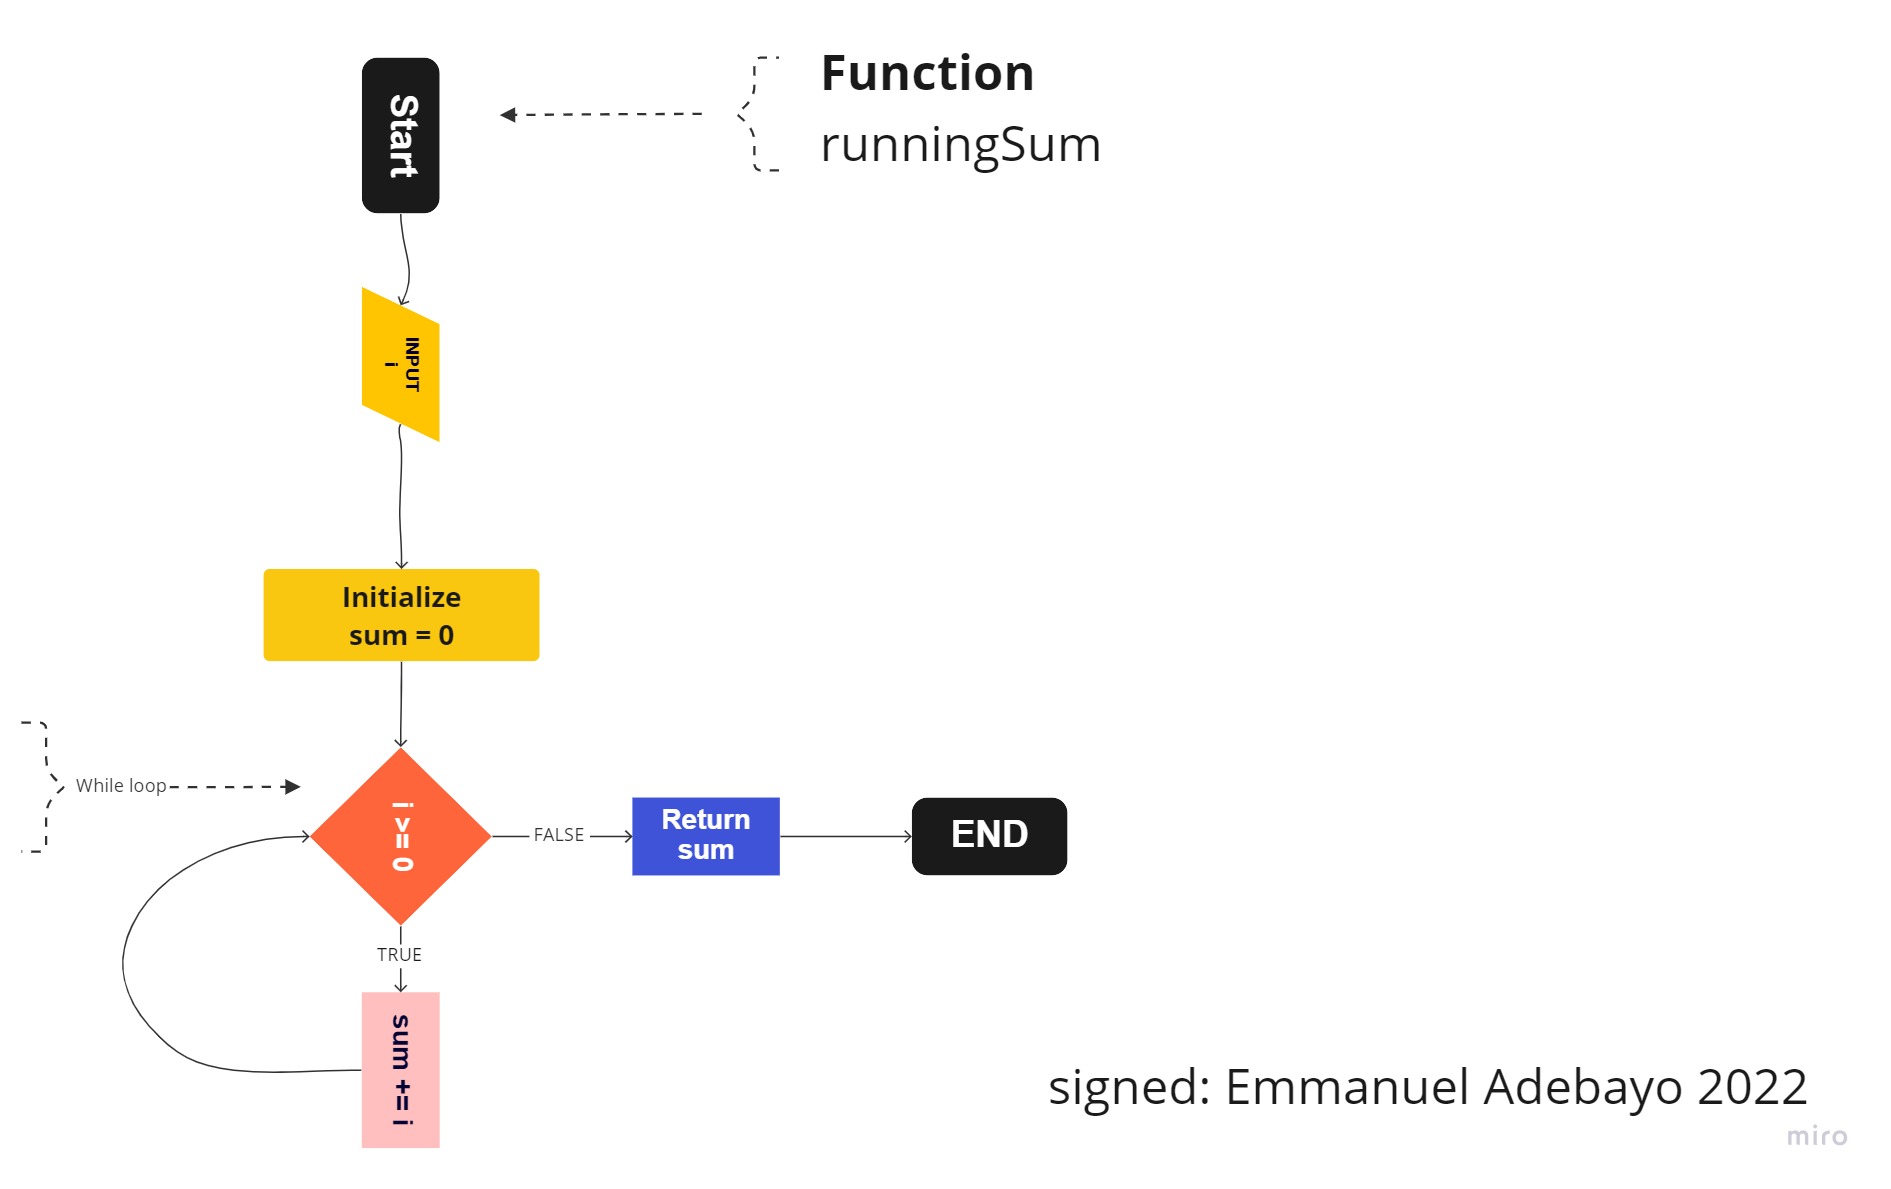 Start
Function
runningSum
INPUT
i
Initialize
sum = 0
While loop
i >= 0
FALSE
Return
sum
END
TRUE
sum += i
signed: Emmanuel Adebayo 2022
miro